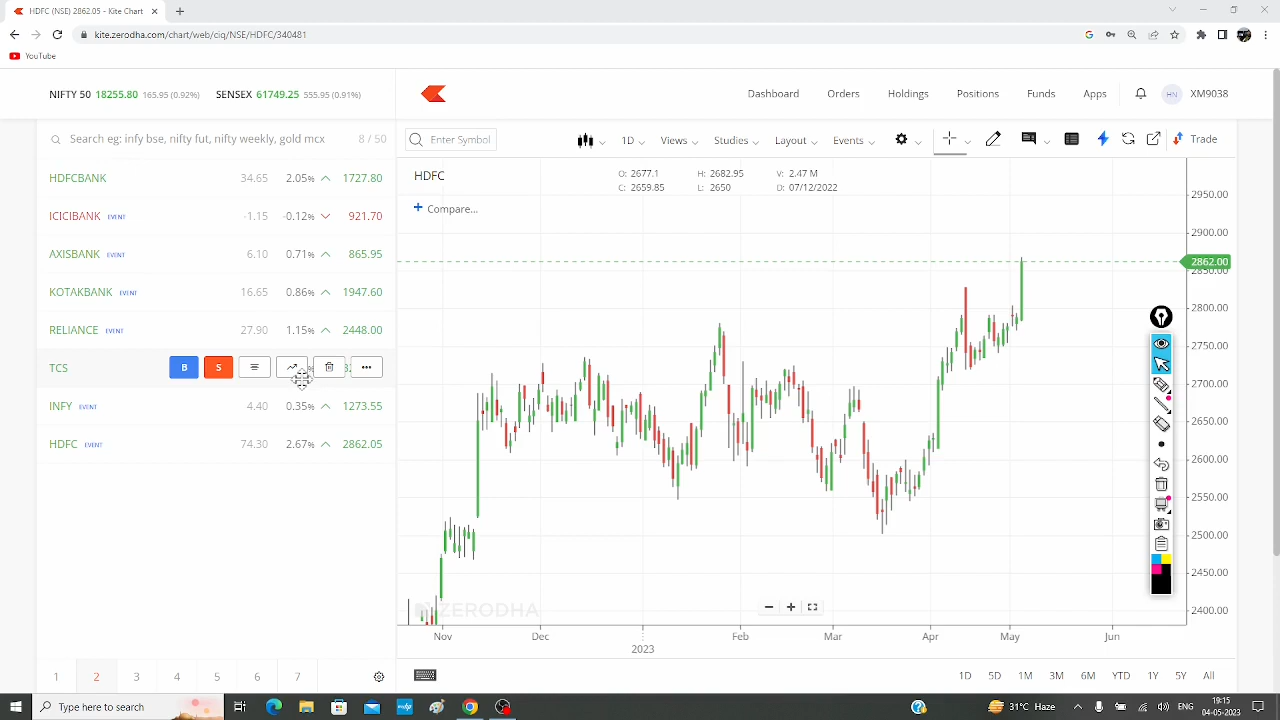 HDFC (NSE) 2862.05 - Kite Chart
kite.zerodha.com/chart/web/ciq/NSE/HDFC/340481
YouTube
NIFTY 50 18255.80 165.95 (0.92%) SENSEX 61749.25 555.95 (0.91%)
Dashboard Orders Holdings Positions Funds Apps HN XM9038
Search eg: infy bse, nifty fut, nifty weekly, gold mcx 8 / 50
Enter Symbol 1D Views Studies Layout Events Trade
HDFCBANK 34.65 2.05% 1727.80
ICICIBANK EVENT -1.15 -0.12% 921.70
AXISBANK EVENT 6.10 0.71% 865.95
KOTAKBANK EVENT 16.65 0.86% 1947.60
RELIANCE EVENT 27.90 1.15% 2448.00
TCS B S
INFY EVENT 4.40 0.35% 1273.55
HDFC EVENT 74.30 2.67% 2862.05
1 2 3 4 5 6 7
HDFC
O: 2677.1 H: 2682.95 V: 2.47 M
C: 2659.85 L: 2650 D: 07/12/2022
Compare...
2950.00
2900.00
2862.00
2850.00
2800.00
2750.00
2700.00
2650.00
2600.00
2550.00
2500.00
2450.00
2400.00
ZERODHA
Nov Dec 2023 Feb Mar Apr May Jun
1D 5D 1M 3M 6M YTD 1Y 5Y All
Type here to search
31°C
19:15
04-05-2023